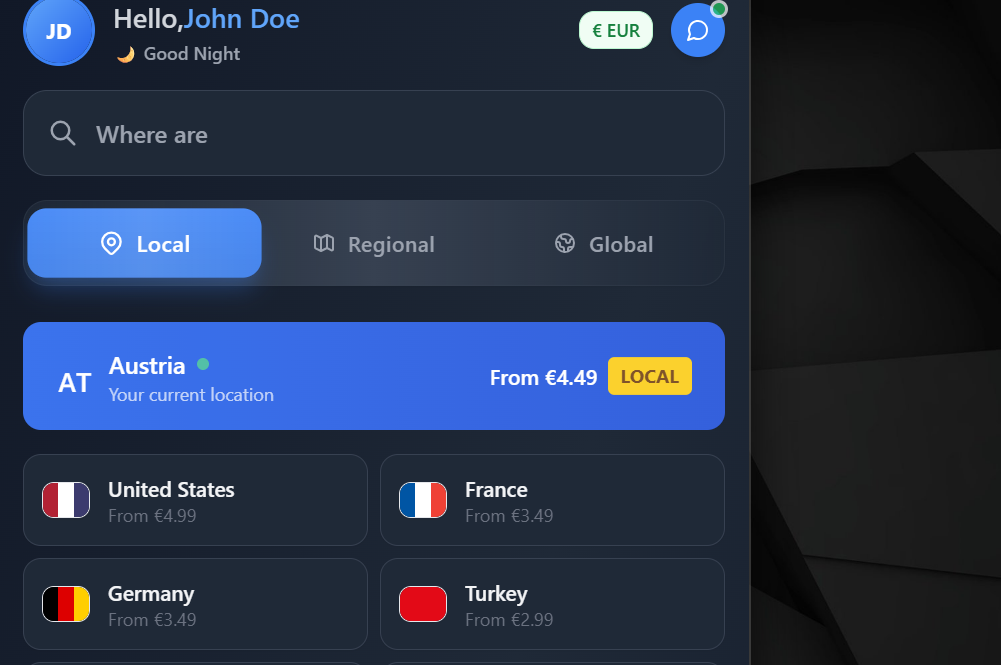 JD
Hello,John Doe
Good Night
€ EUR
Where are
Local
Regional
Global
AT
Austria
Your current location
From €4.49
LOCAL
United States
From €4.99
France
From €3.49
Germany
From €3.49
Turkey
From €2.99